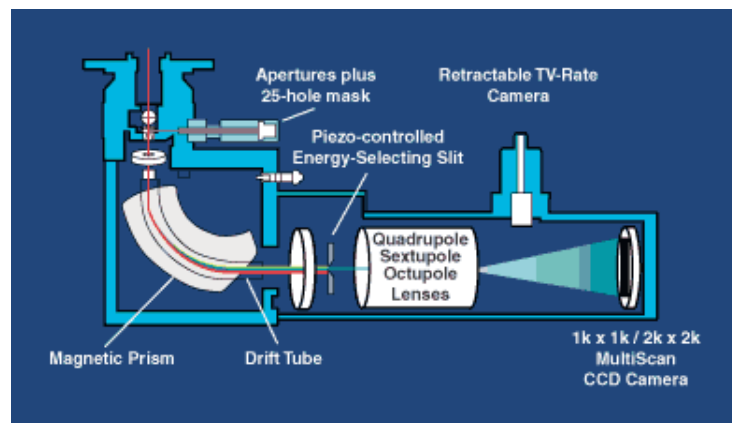 Apertures plus
25-hole mask
Retractable TV-Rate
Camera
Piezo-controlled
Energy-Selecting Slit
Quadrupole
Sextupole
Octupole
Lenses
Magnetic Prism
Drift Tube
1k x 1k / 2k x 2k
MultiScan
CCD Camera